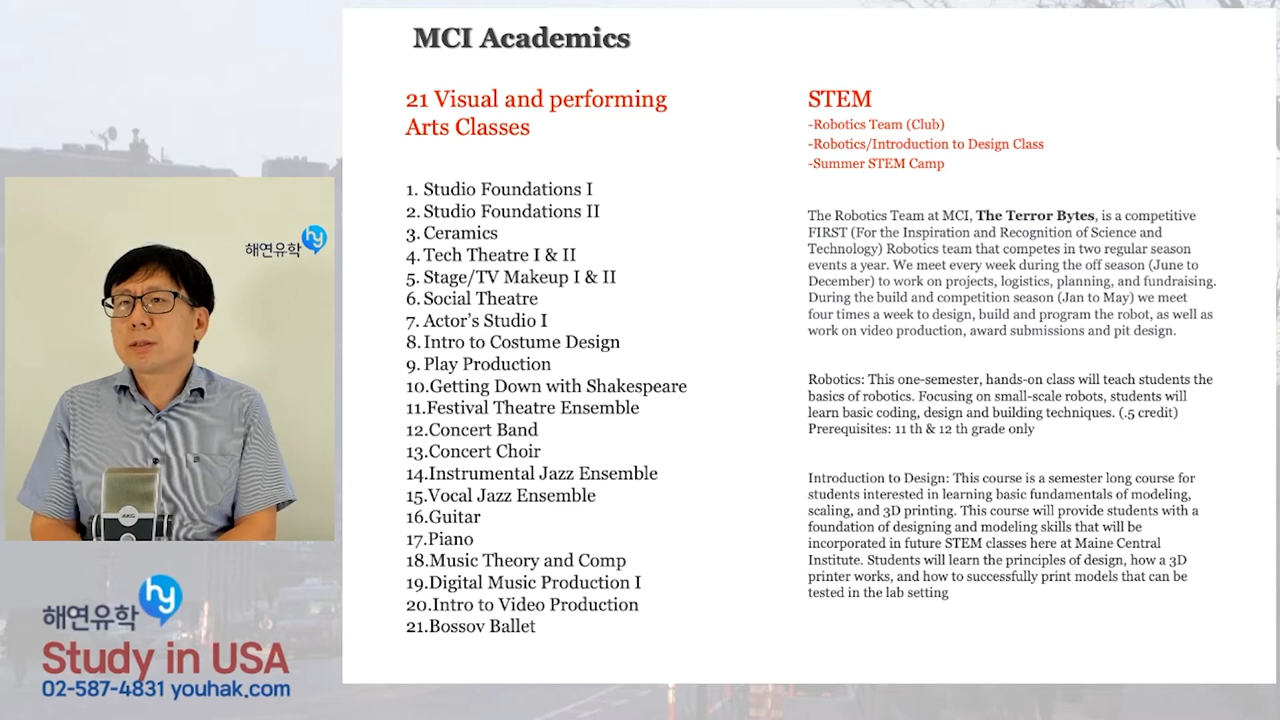 MCI Academics
21 Visual and performing
Arts Classes
1. Studio Foundations I
2. Studio Foundations II
3. Ceramics
4. Tech Theatre I & II
5. Stage/TV Makeup I & II
6. Social Theatre
7. Actor's Studio I
8. Intro to Costume Design
9. Play Production
10.Getting Down with Shakespeare
11.Festival Theatre Ensemble
12.Concert Band
13.Concert Choir
14.Instrumental Jazz Ensemble
15.Vocal Jazz Ensemble
16.Guitar
17.Piano
18.Music Theory and Comp
19.Digital Music Production I
20.Intro to Video Production
21.Bossov Ballet
STEM
-Robotics Team (Club)
-Robotics/Introduction to Design Class
-Summer STEM Camp
The Robotics Team at MCI, The Terror Bytes, is a competitive
FIRST (For the Inspiration and Recognition of Science and
Technology) Robotics team that competes in two regular season
events a year. We meet every week during the off season (June to
December) to work on projects, logistics, planning, and fundraising.
During the build and competition season (Jan to May) we meet
four times a week to design, build and program the robot, as well as
work on video production, award submissions and pit design.
Robotics: This one-semester, hands-on class will teach students the
basics of robotics. Focusing on small-scale robots, students will
learn basic coding, design and building techniques. (.5 credit)
Prerequisites: 11 th & 12 th grade only
Introduction to Design: This course is a semester long course for
students interested in learning basic fundamentals of modeling,
scaling, and 3D printing. This course will provide students with a
foundation of designing and modeling skills that will be
incorporated in future STEM classes here at Maine Central
Institute. Students will learn the principles of design, how a 3D
printer works, and how to successfully print models that can be
tested in the lab setting
해연유학 hy
AKG
해연유학 hy
Study in USA
02-587-4831 youhak.com